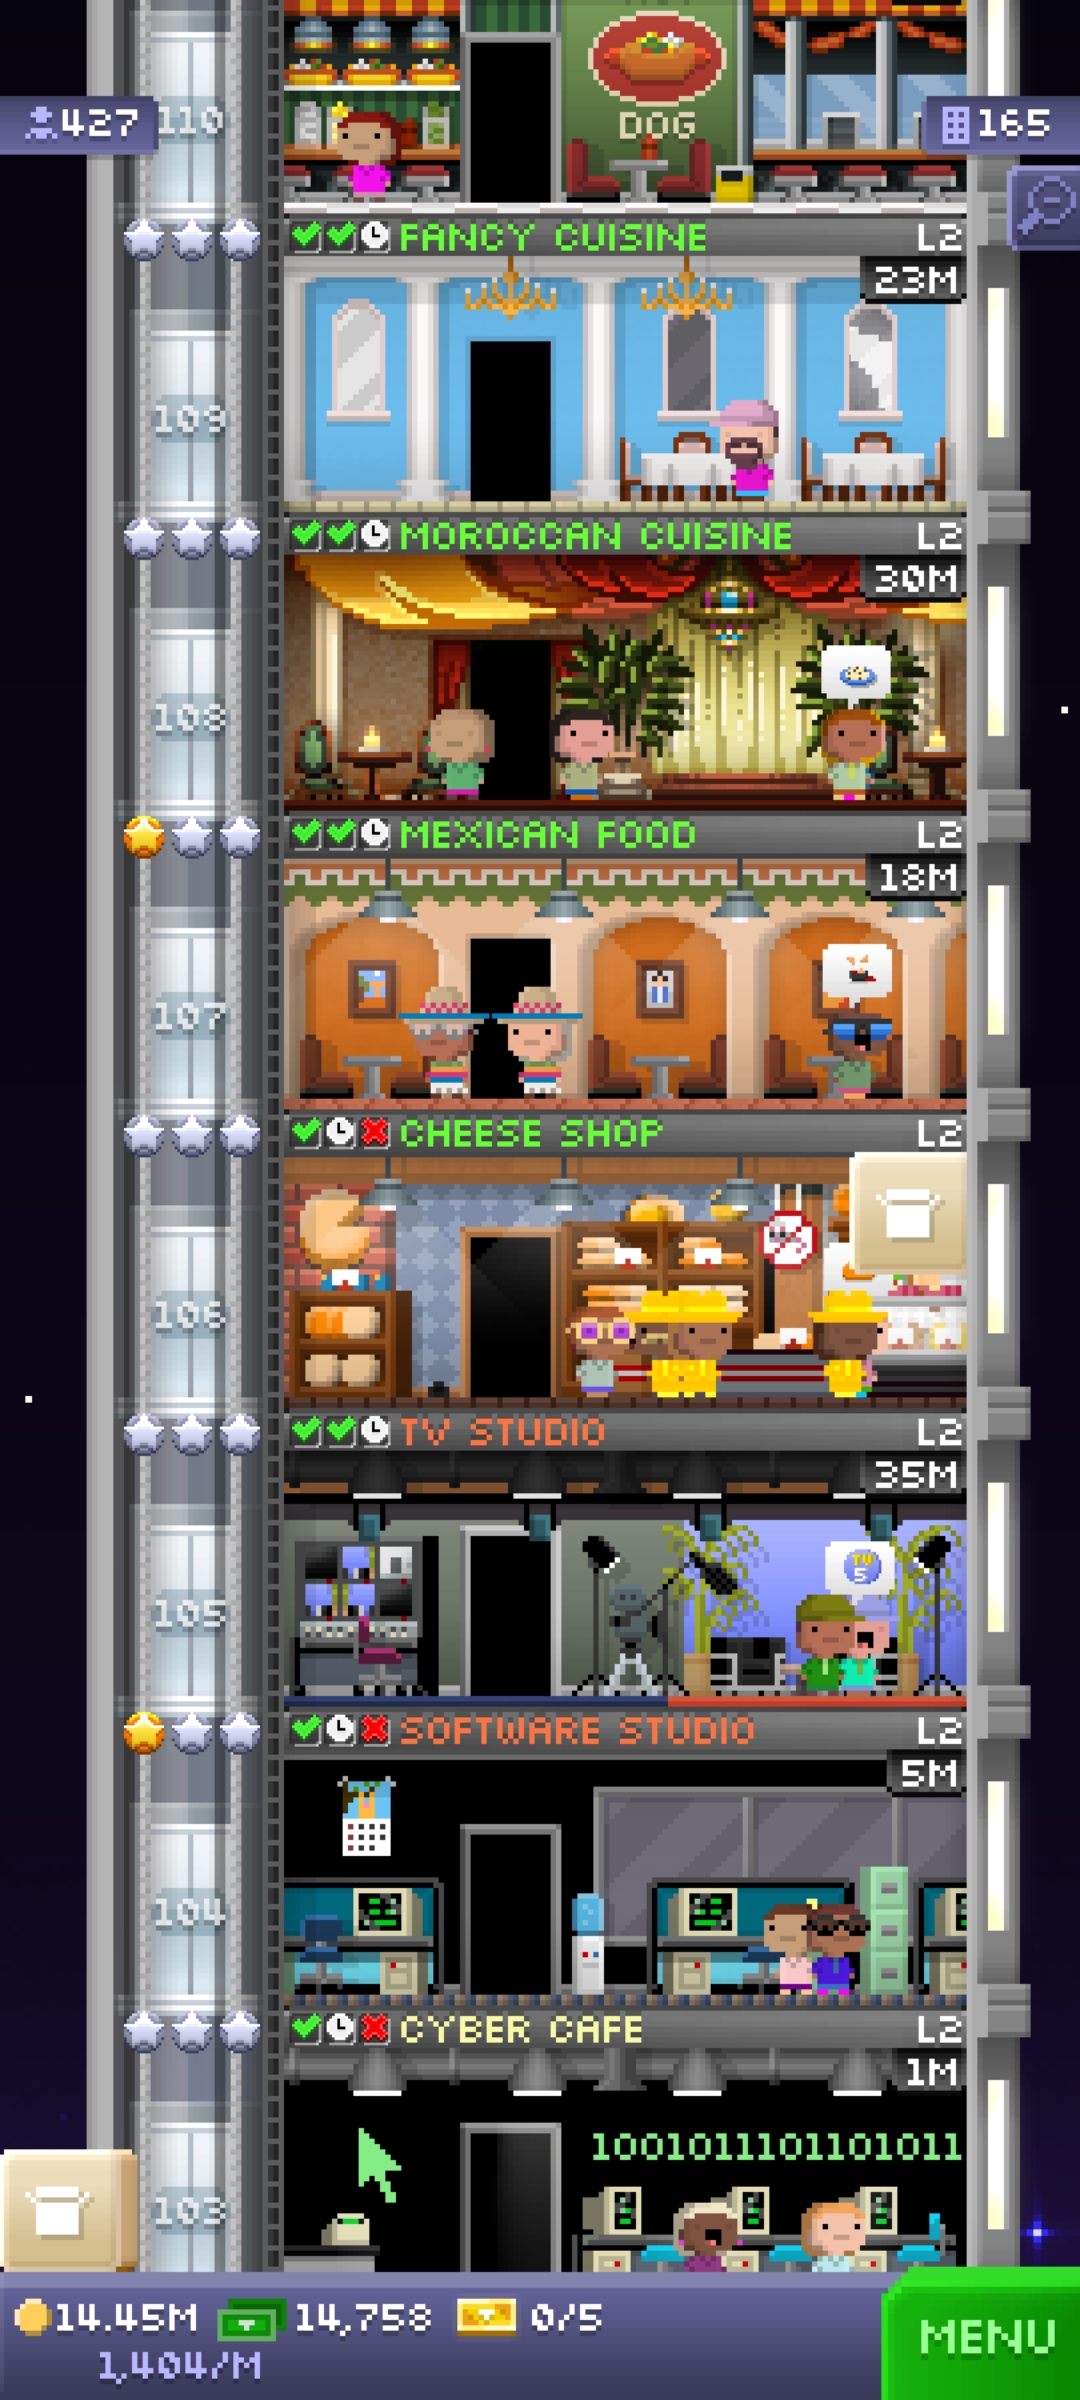 DOG
427
110
165
FANCY CUISINE
L2
23M
109
MOROCCAN CUISINE
L2
30M
108
MEXICAN FOOD
L2
18M
107
CHEESE SHOP
L2
106
TV STUDIO
L2
35M
TV
5
105
SOFTWARE STUDIO
L2
5M
104
CYBER CAFE
L2
1M
1001011101101011
103
14.45M
14,758
0/5
MENU
1,404/M